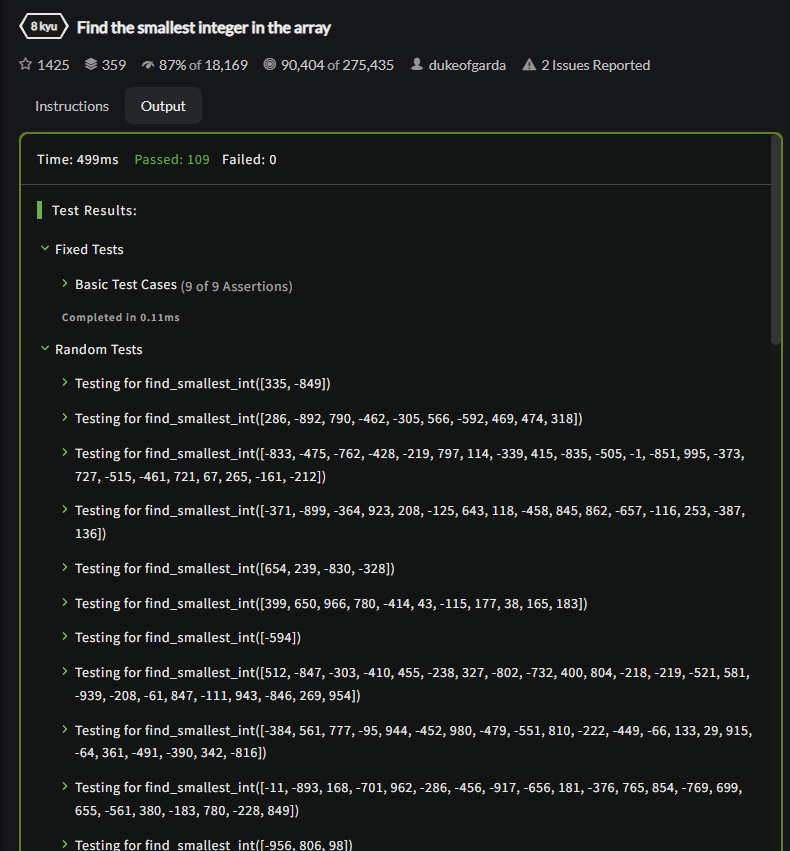 8 kyu Find the smallest integer in the array
1425 359 87% of 18,169 90,404 of 275,435 dukeofgarda 2 Issues Reported
Instructions Output
Time: 499ms Passed: 109 Failed: 0
Test Results:
Fixed Tests
Basic Test Cases (9 of 9 Assertions)
Completed in 0.11ms
Random Tests
Testing for find_smallest_int([335, -849])
Testing for find_smallest_int([286, -892, 790, -462, -305, 566, -592, 469, 474, 318])
Testing for find_smallest_int([-833, -475, -762, -428, -219, 797, 114, -339, 415, -835, -505, -1, -851, 995, -373,
727, -515, -461, 721, 67, 265, -161, -212])
Testing for find_smallest_int([-371, -899, -364, 923, 208, -125, 643, 118, -458, 845, 862, -657, -116, 253, -387,
136])
Testing for find_smallest_int([654, 239, -830, -328])
Testing for find_smallest_int([399, 650, 966, 780, -414, 43, -115, 177, 38, 165, 183])
Testing for find_smallest_int([-594])
Testing for find_smallest_int([512, -847, -303, -410, 455, -238, 327, -802, -732, 400, 804, -218, -219, -521, 581,
-939, -208, -61, 847, -111, 943, -846, 269, 954])
Testing for find_smallest_int([-384, 561, 777, -95, 944, -452, 980, -479, -551, 810, -222, -449, -66, 133, 29, 915,
-64, 361, -491, -390, 342, -816])
Testing for find_smallest_int([-11, -893, 168, -701, 962, -286, -456, -917, -656, 181, -376, 765, 854, -769, 699,
655, -561, 380, -183, 780, -228, 849])
Testing for find_smallest_int([-956, 806, 98])